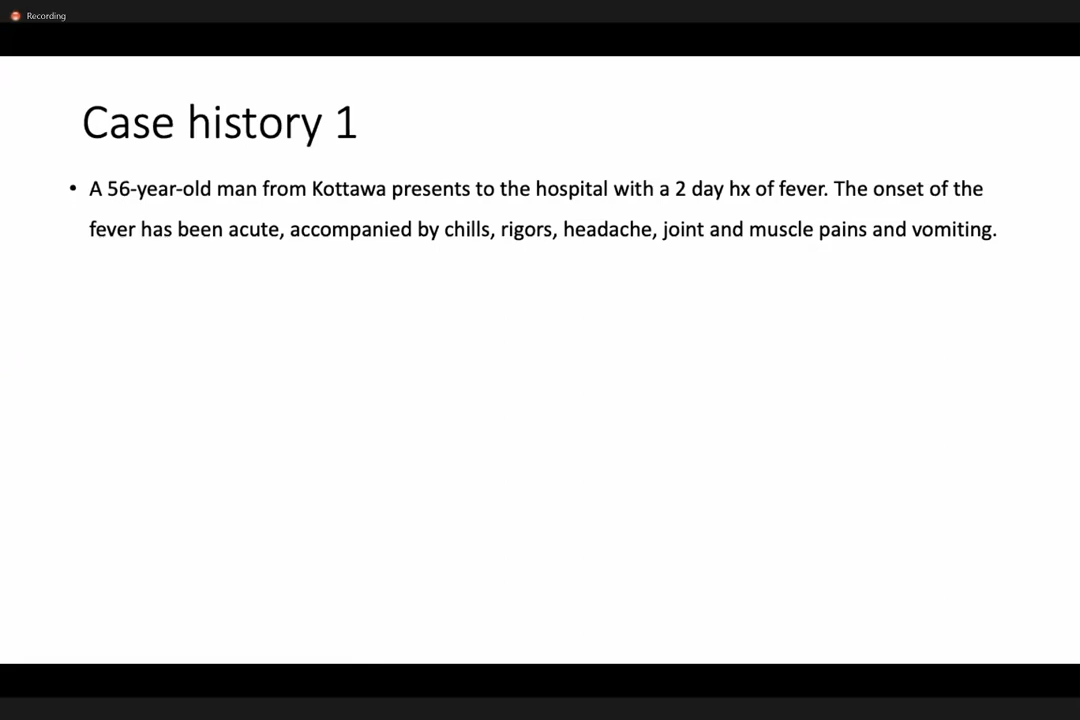 Recording
Case history 1
• A 56-year-old man from Kottawa presents to the hospital with a 2 day hx of fever. The onset of the
fever has been acute, accompanied by chills, rigors, headache, joint and muscle pains and vomiting.